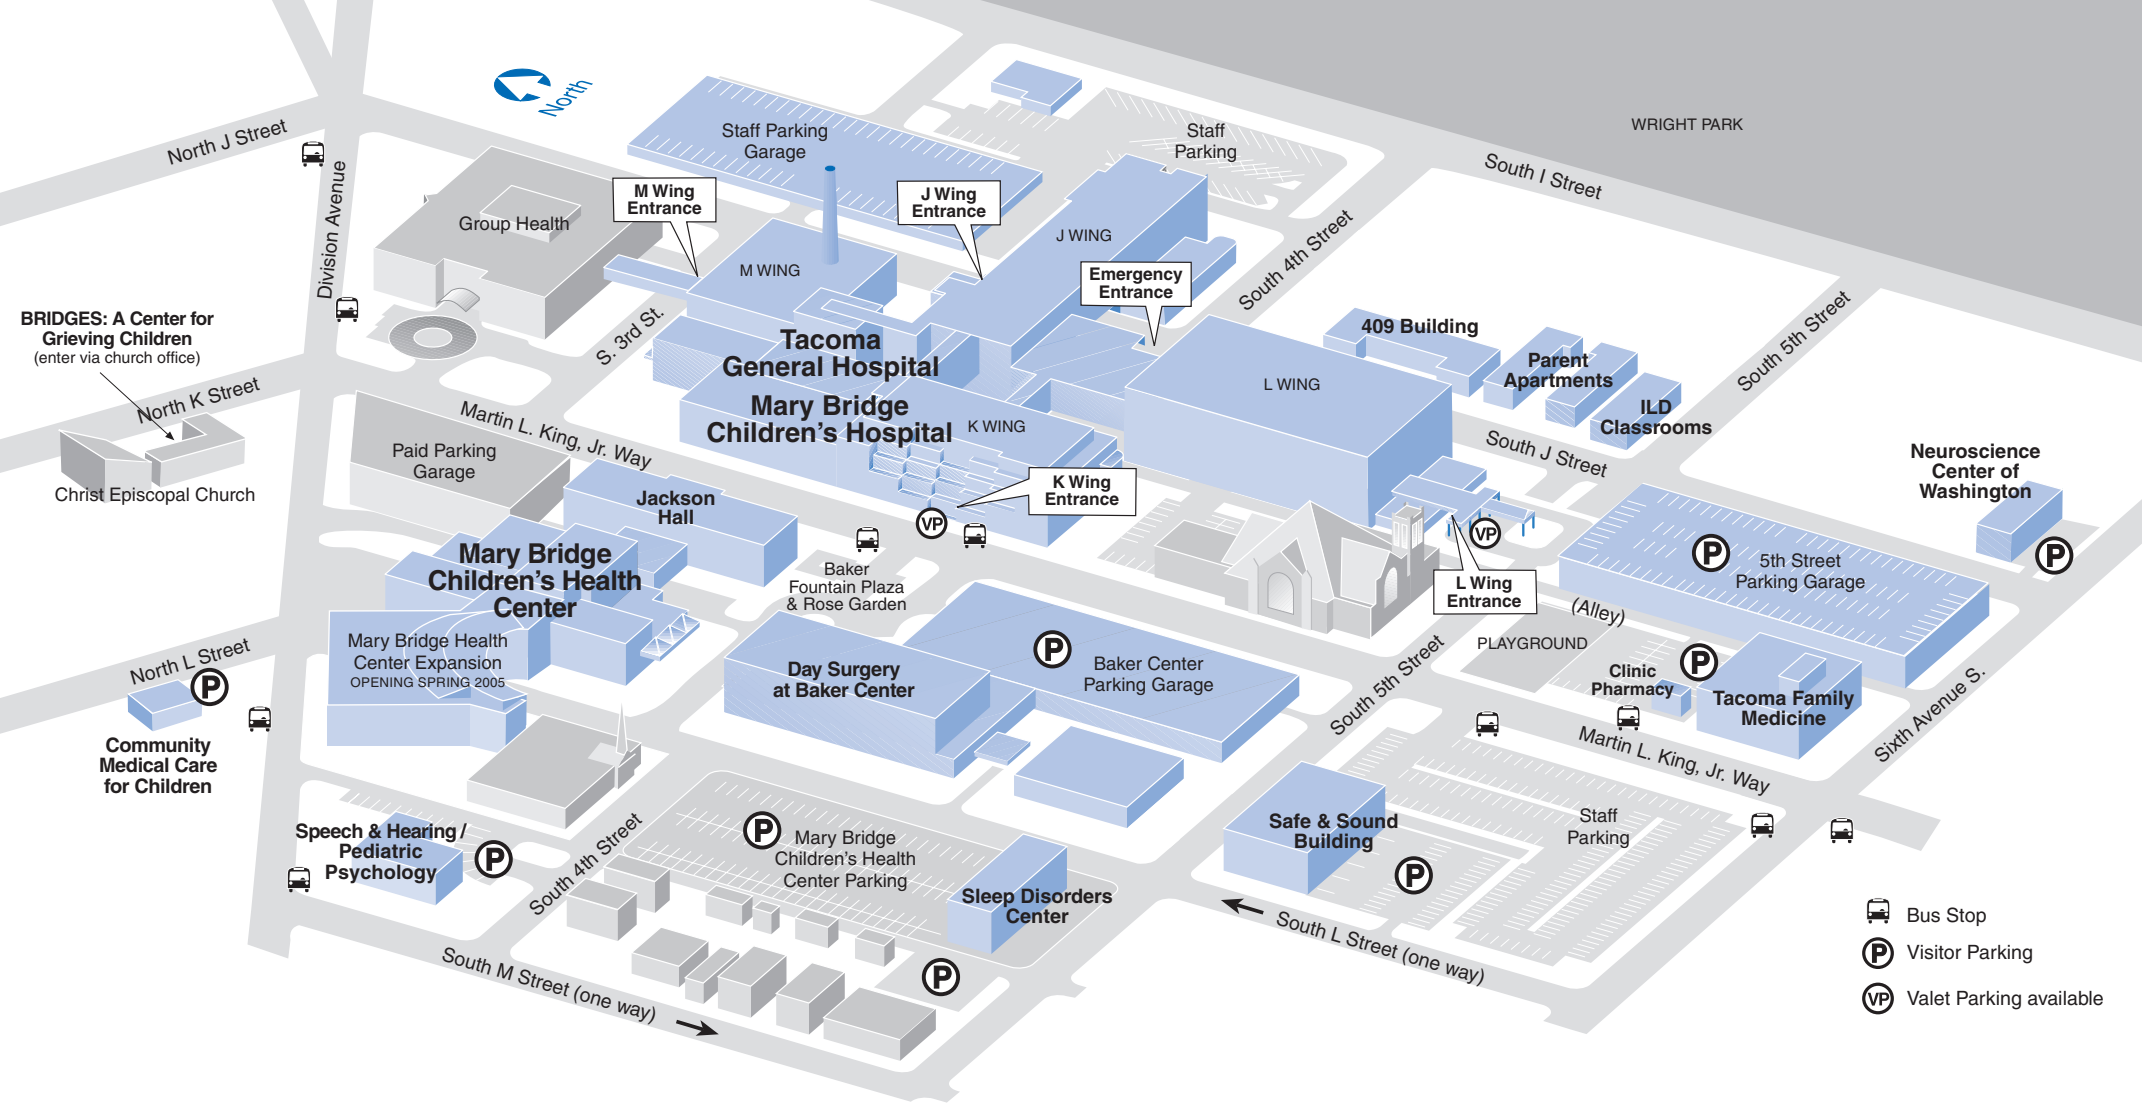 WRIGHT PARK
North
Staff Parking
Garage
Staff
Parking
North J Street
South I Street
Division Avenue
Group Health
M Wing
Entrance
J Wing
Entrance
J WING
M WING
Emergency
Entrance
South 4th Street
BRIDGES: A Center for
Grieving Children
(enter via church office)
S. 3rd St.
Tacoma
General Hospital
Mary Bridge
Children's Hospital
K WING
L WING
409 Building
Parent
Apartments
ILD
Classrooms
South 5th Street
North K Street
Christ Episcopal Church
Martin L. King, Jr. Way
Paid Parking
Garage
Jackson
Hall
K Wing
Entrance
VP
South J Street
Neuroscience
Center of
Washington
P
VP
P
5th Street
Parking Garage
Mary Bridge
Children's Health
Center
Baker
Fountain Plaza
& Rose Garden
L Wing
Entrance
(Alley)
PLAYGROUND
North L Street
P
Mary Bridge Health
Center Expansion
OPENING SPRING 2005
Day Surgery
at Baker Center
P
Baker Center
Parking Garage
South 5th Street
Clinic
Pharmacy
P
Tacoma Family
Medicine
Sixth Avenue S.
Community
Medical Care
for Children
Martin L. King, Jr. Way
Speech & Hearing /
Pediatric
Psychology
P
South 4th Street
P
Mary Bridge
Children's Health
Center Parking
Sleep Disorders
Center
Safe & Sound
Building
P
Staff
Parking
South L Street (one way)
South M Street (one way)
P
Bus Stop
P
Visitor Parking
VP
Valet Parking available